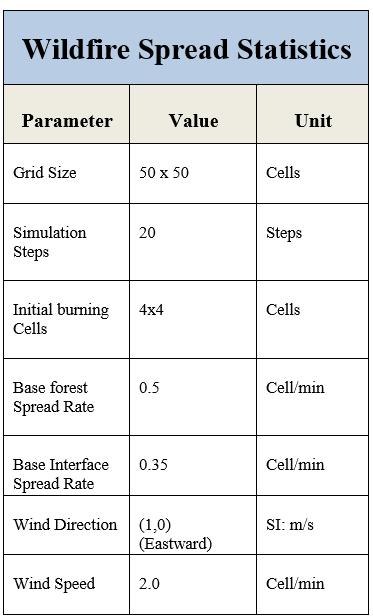 Wildfire Spread Statistics
Parameter Value Unit
Grid Size 50 x 50 Cells
Simulation 20 Steps
Steps
Initial burning 4x4 Cells
Cells
Base forest 0.5 Cell/min
Spread Rate
Base Interface 0.35 Cell/min
Spread Rate
Wind Direction (1,0) SI: m/s
(Eastward)
Wind Speed 2.0 Cell/min